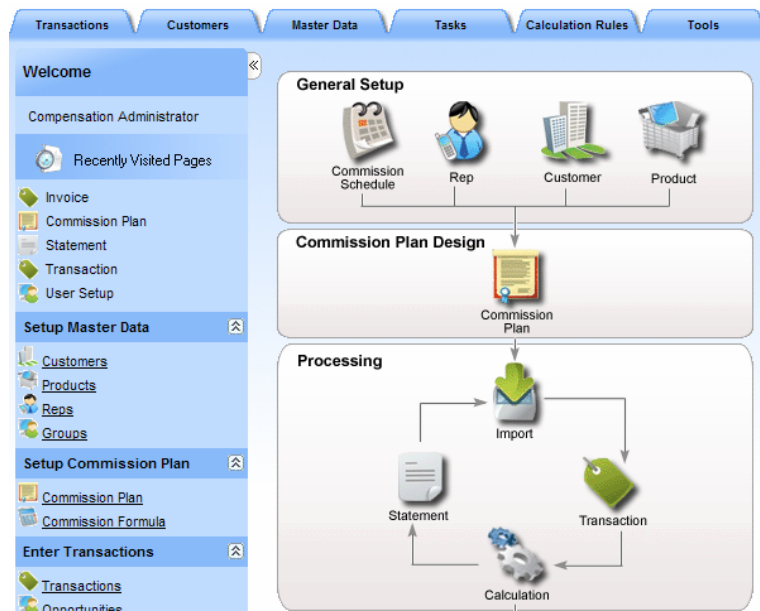 Transactions
Customers
Master Data
Tasks
Calculation Rules
Tools
Welcome
Compensation Administrator
Recently Visited Pages
Invoice
Commission Plan
Statement
Transaction
User Setup
Setup Master Data
Customers
Products
Reps
Groups
Setup Commission Plan
Commission Plan
Commission Formula
Enter Transactions
Transactions
Opportunities
General Setup
Commission
Schedule
Rep
Customer
Product
Commission Plan Design
Commission
Plan
Processing
Import
Transaction
Calculation
Statement